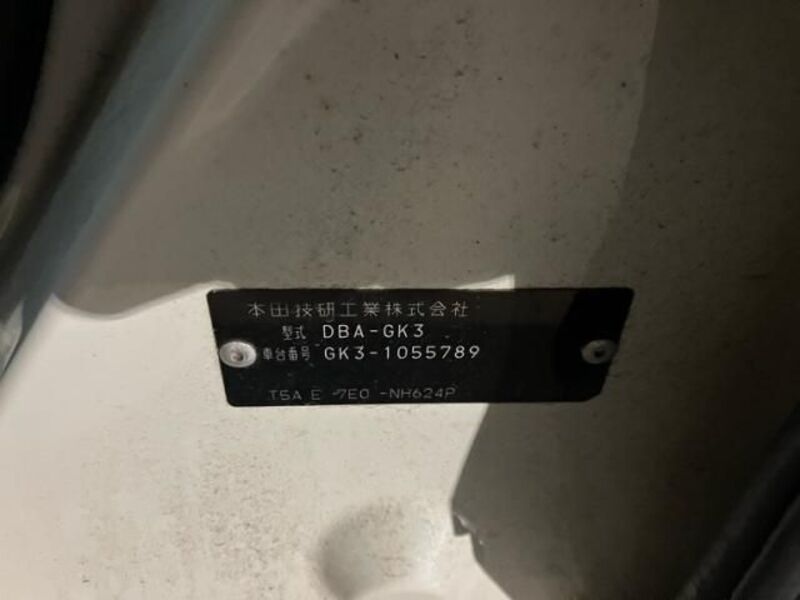 本田技研工業株式会社
型式 DBA-GK3
車台番号 GK3-1055789
T5A E 7E0 -NH624P